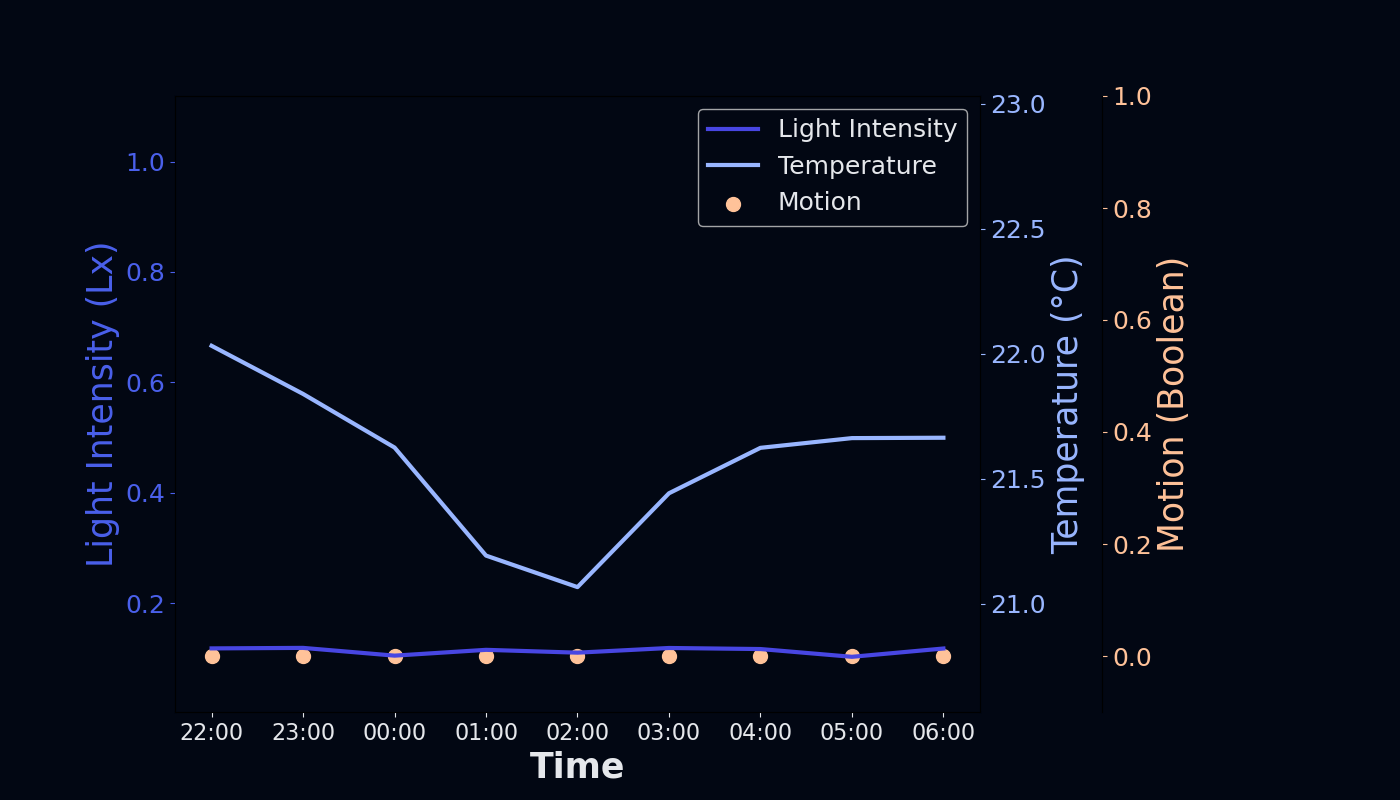 Light Intensity
Temperature
Motion
Light Intensity (Lx)
1.0
0.8
0.6
0.4
0.2
23.0
22.5
22.0
21.5
21.0
Temperature (°C)
1.0
0.8
0.6
0.4
0.2
0.0
Motion (Boolean)
22:00 23:00 00:00 01:00 02:00 03:00 04:00 05:00 06:00
Time